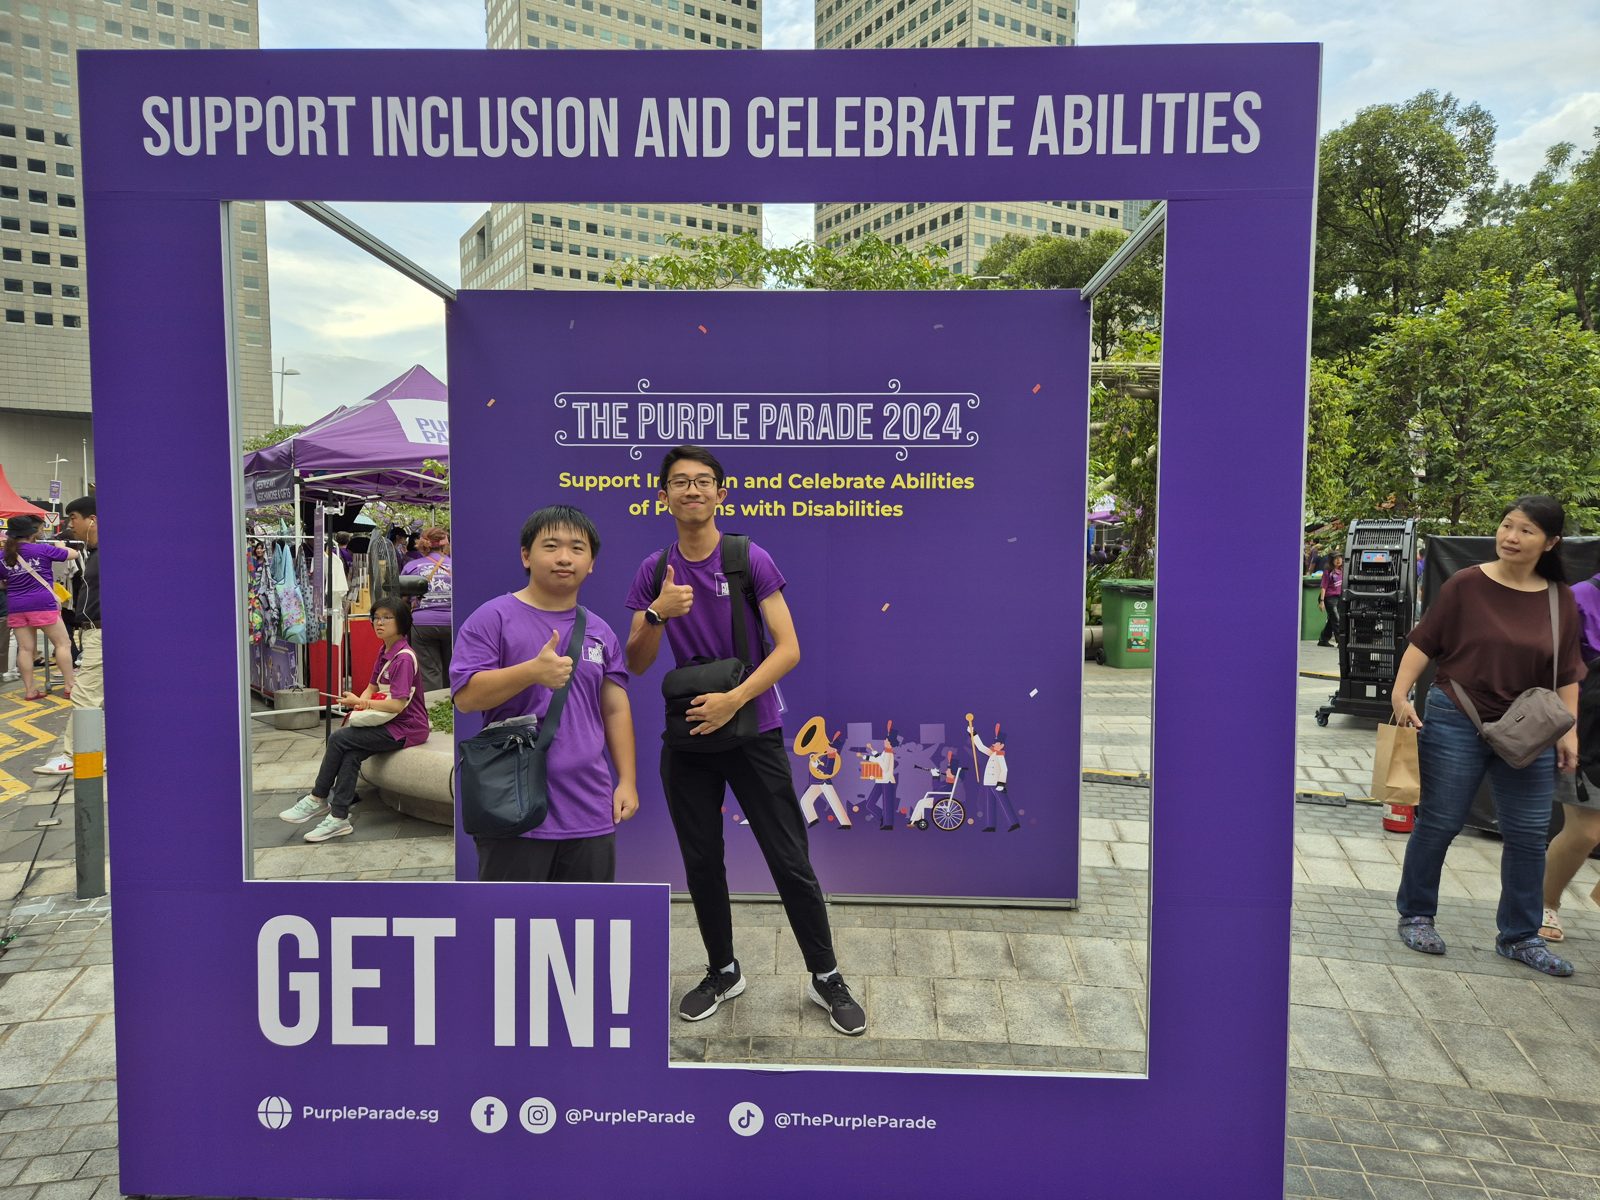 SUPPORT INCLUSION AND CELEBRATE ABILITIES
THE PURPLE PARADE 2024
Support In n and Celebrate Abilities
of P ns with Disabilities
GET IN!
PurpleParade.sg
@PurpleParade
@ThePurpleParade